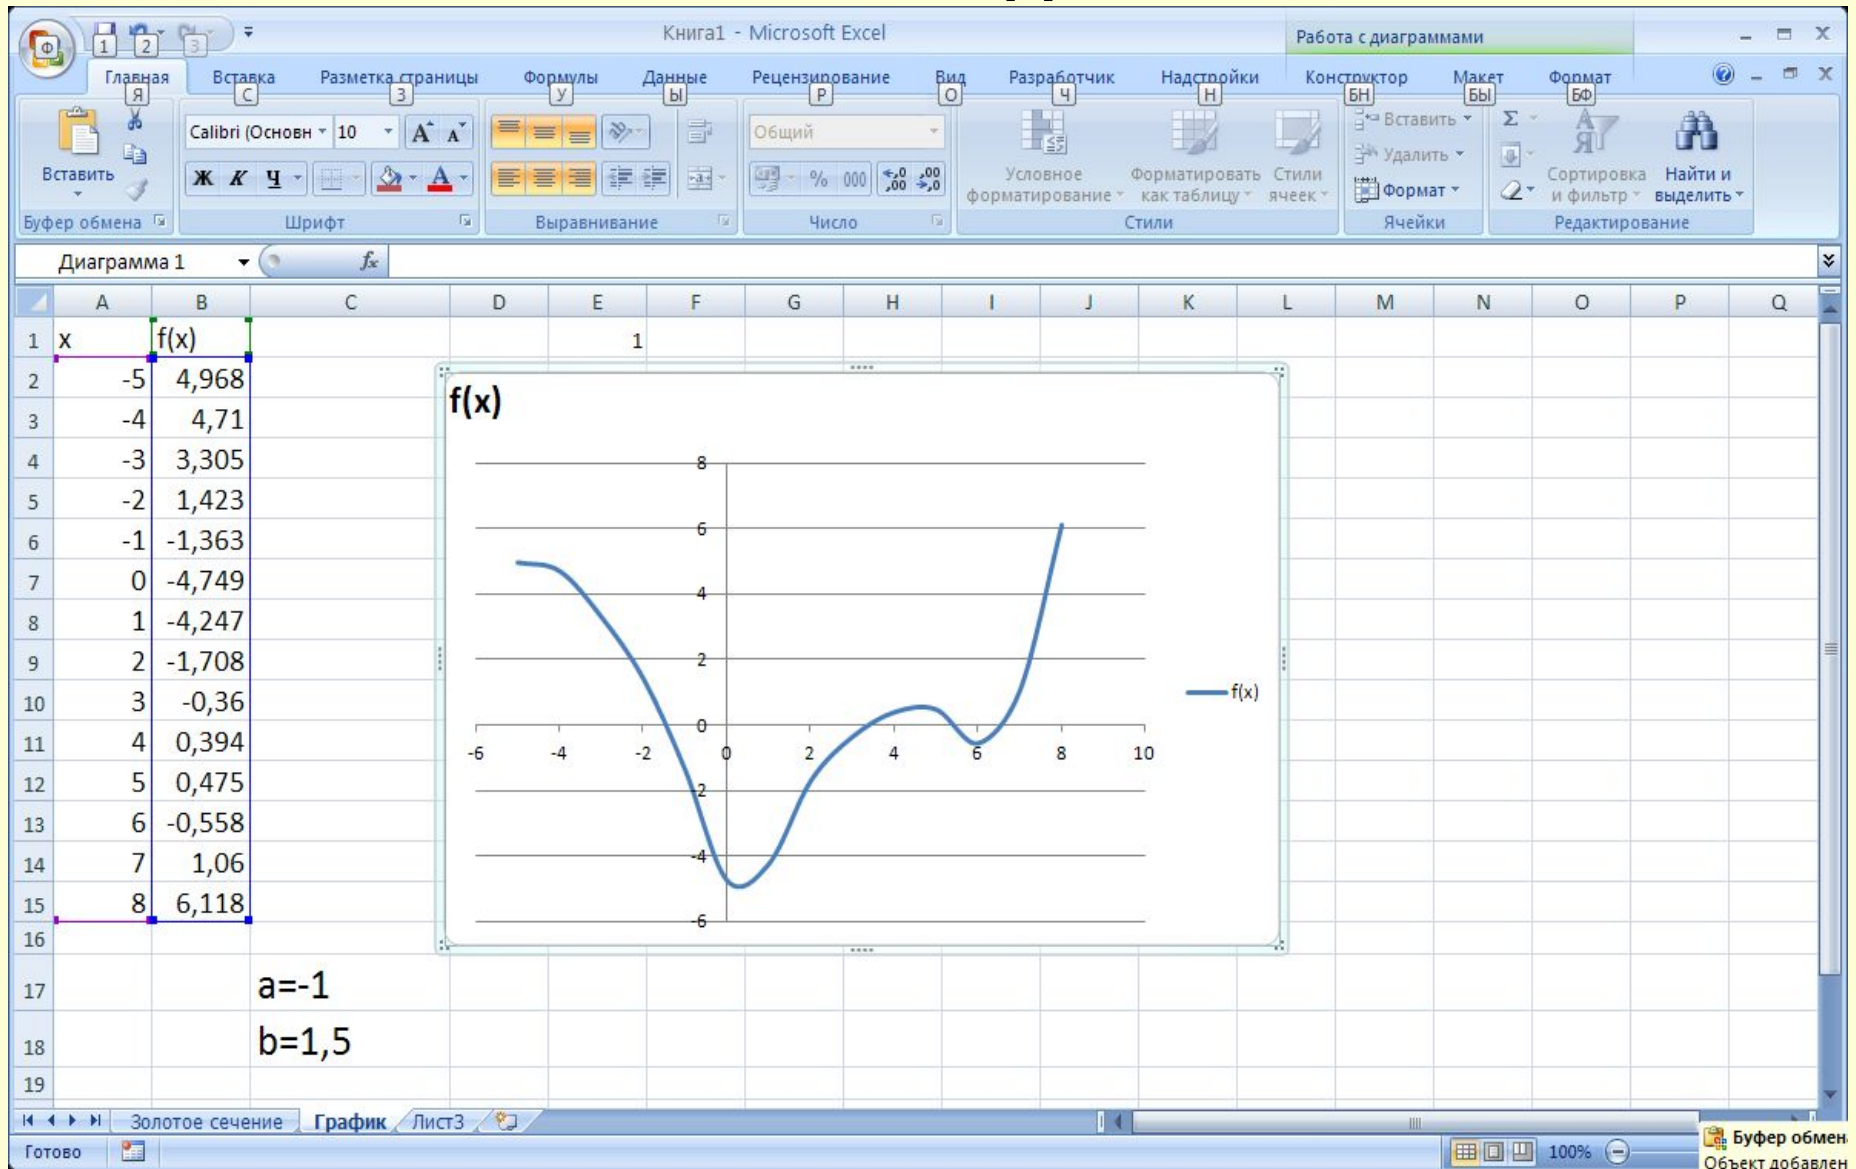 Книга1 - Microsoft Excel
Работа с диаграммами
Ф 1 2 3
Главная Вставка Разметка страницы Формулы Данные Рецензирование Вид Разработчик Надстройки Конструктор Макет Формат
Я С З У Ы Р О Ч Н БН БЫ БФ
Calibri (Основн 10 А А Общий Вставить Σ
Вставить Удалить
Ж К Ч А % 000 ,00 ,00 Условное форматирование Форматировать как таблицу Стили ячеек Формат Сортировка и фильтр Найти и выделить
Буфер обмена Шрифт Выравнивание Число Стили Ячейки Редактирование
Диаграмма 1 fx
A B C D E F G H I J K L M N O P Q
1 x f(x) 1
2 -5 4,968
3 -4 4,71
4 -3 3,305
5 -2 1,423
6 -1 -1,363
7 0 -4,749
8 1 -4,247
9 2 -1,708
10 3 -0,36
11 4 0,394
12 5 0,475
13 6 -0,558
14 7 1,06
15 8 6,118
16
17 a=-1
18 b=1,5
19
f(x)
8
6
4
2
0
-6 -4 -2 0 2 4 6 8 10
-2
-4
-6
f(x)
Золотое сечение График Лист3
Готово 100%
Буфер обмен
Объект добавлен